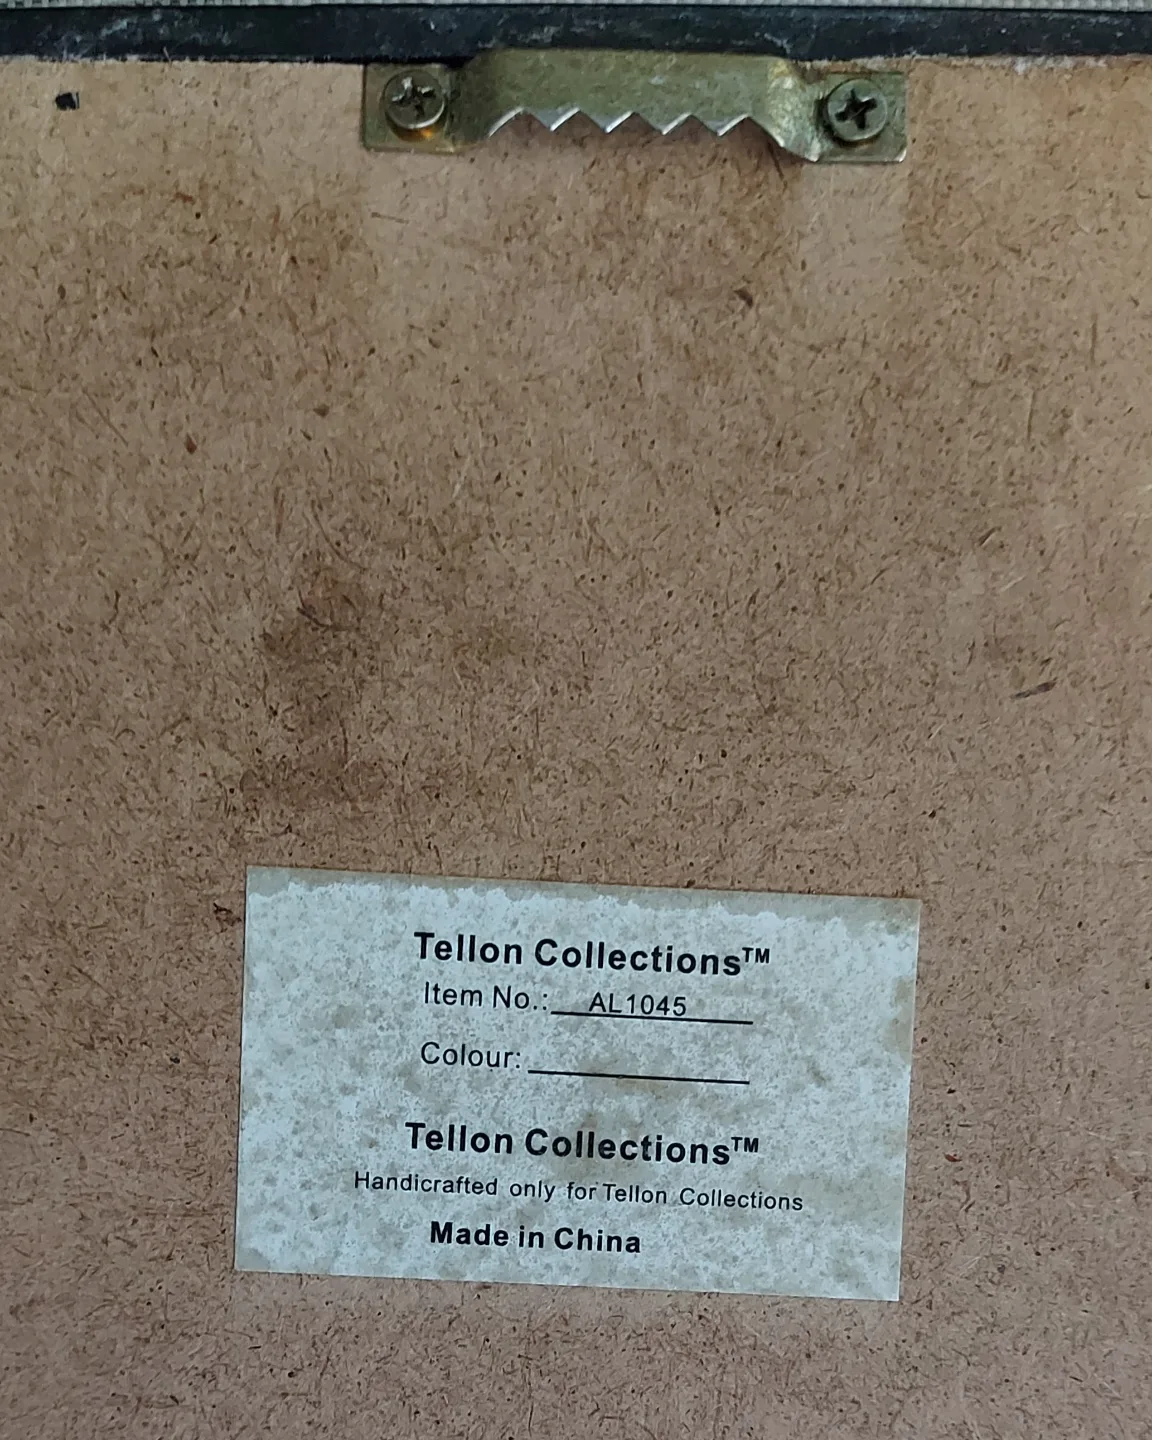 Tellon Collections™
Item No.: AL1045
Colour:
Tellon Collections™
Handicrafted only for Tellon Collections
Made in China